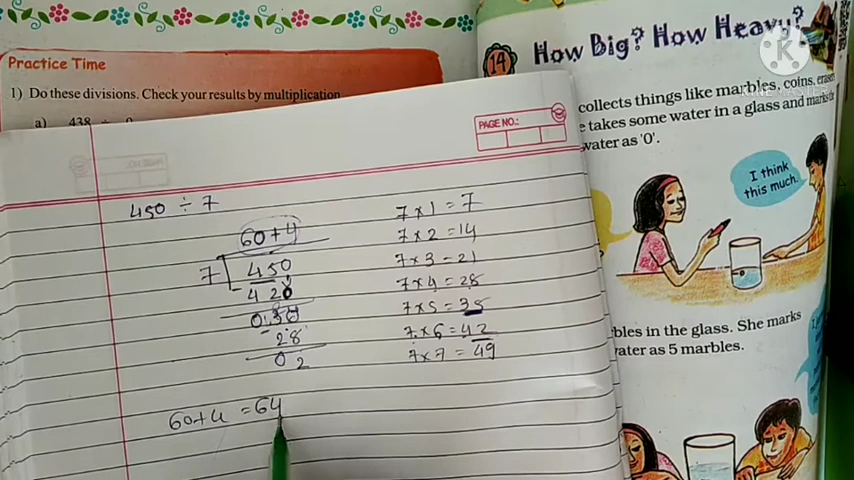 Practice Time
1) Do these divisions. Check your results by multiplication.
a) 438 ÷
14
How Big? How Heavy?
collects things like marbles, coins,
takes some water in a glass and marks
water as '0'.
I think
this much.
bles in the glass. She marks
water as 5 marbles.
PAGE NO.:
450 ÷ 7
60+4
7 450
- 420
030
28
02
60+4 = 64
7 x 1 = 7
7 x 2 = 14
7 x 3 - 21
7 x 4 = 28
7 x 5 = 35
7 x 6 = 42
7 x 7 = 49
MADE WITH
KINEMASTER